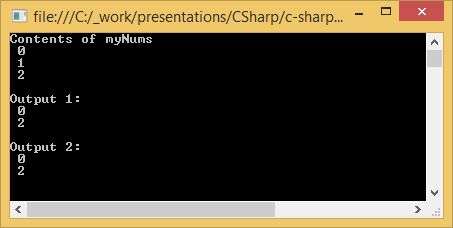 file:///C:/_work/presentations/CSharp/c-sharp...
Contents of myNums
0
1
2
Output 1:
0
2
Output 2:
0
2